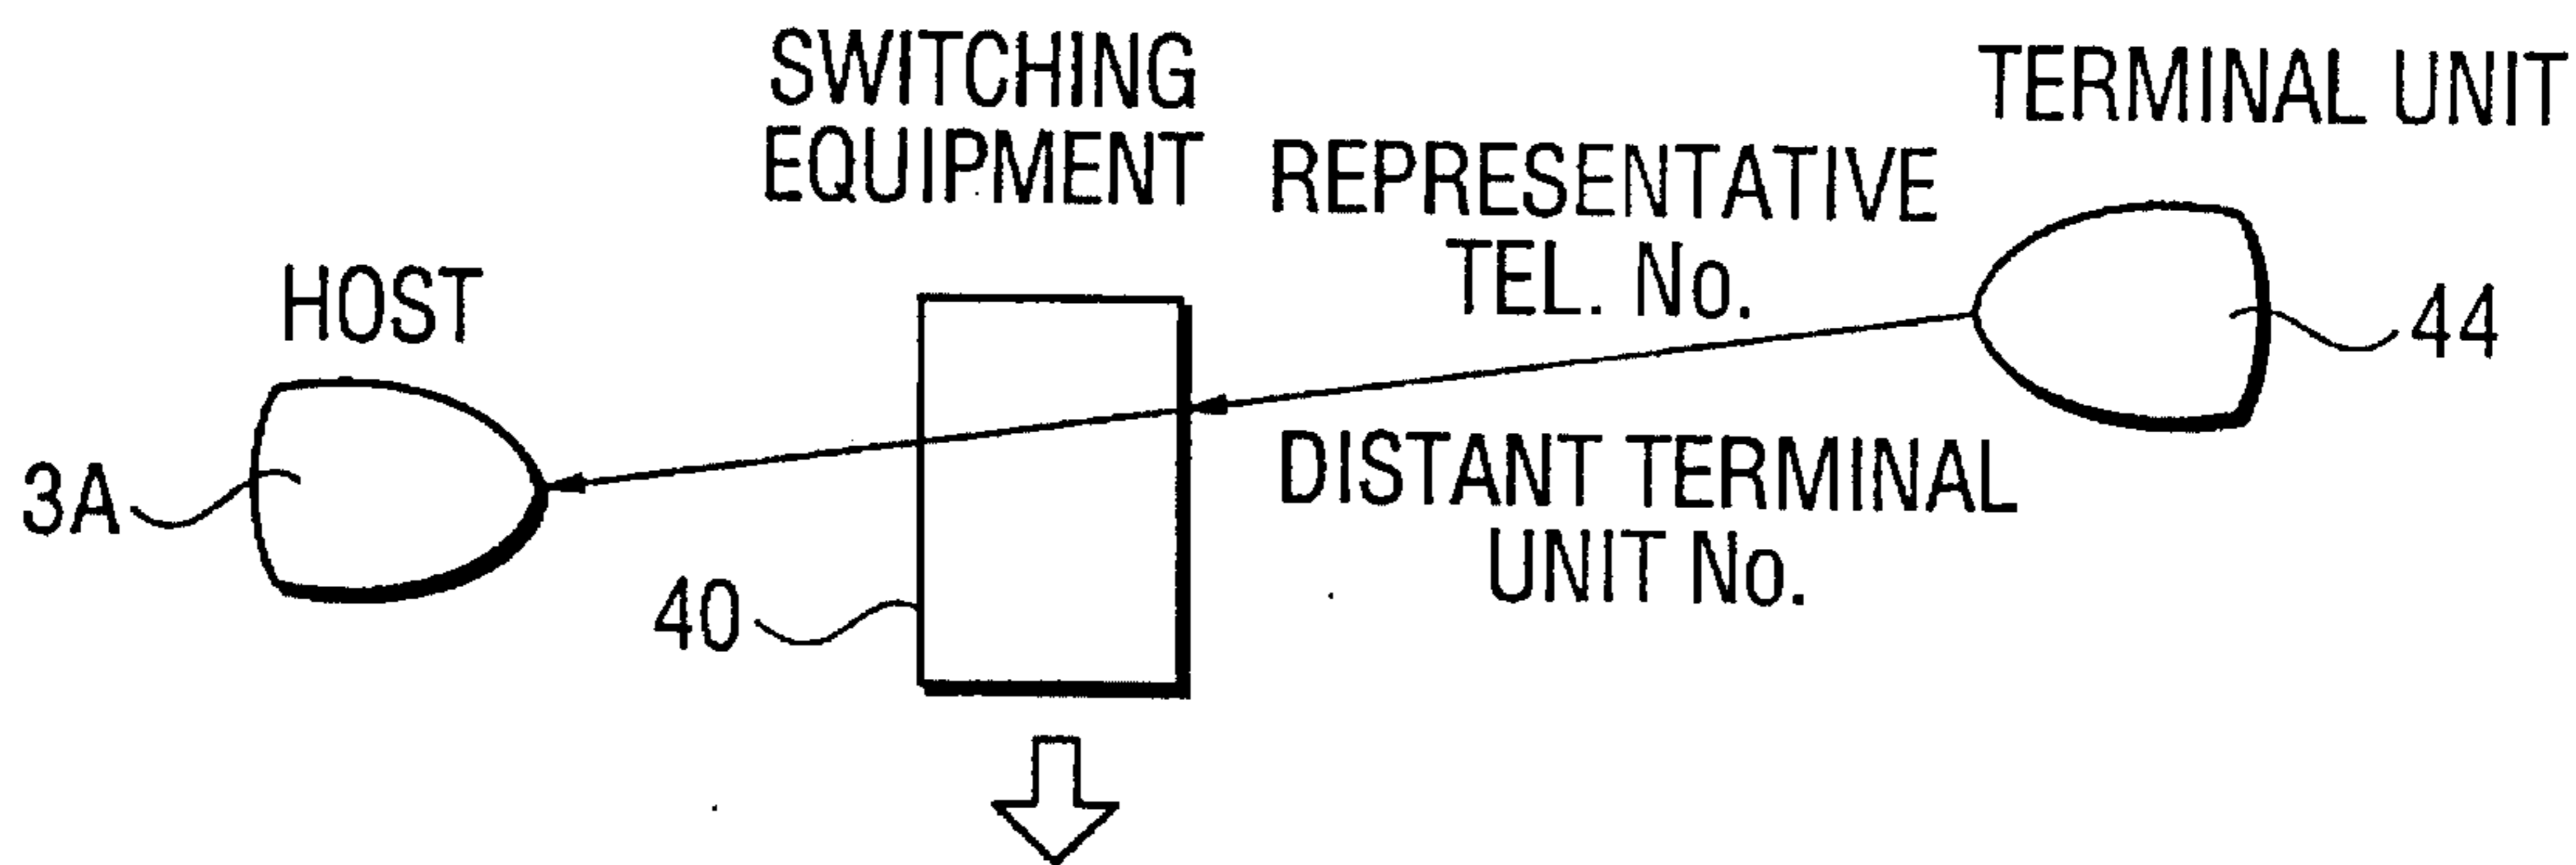 SWITCHING
EQUIPMENT
TERMINAL UNIT
REPRESENTATIVE
TEL. No.
HOST
44
DISTANT TERMINAL
UNIT No.
3A
40